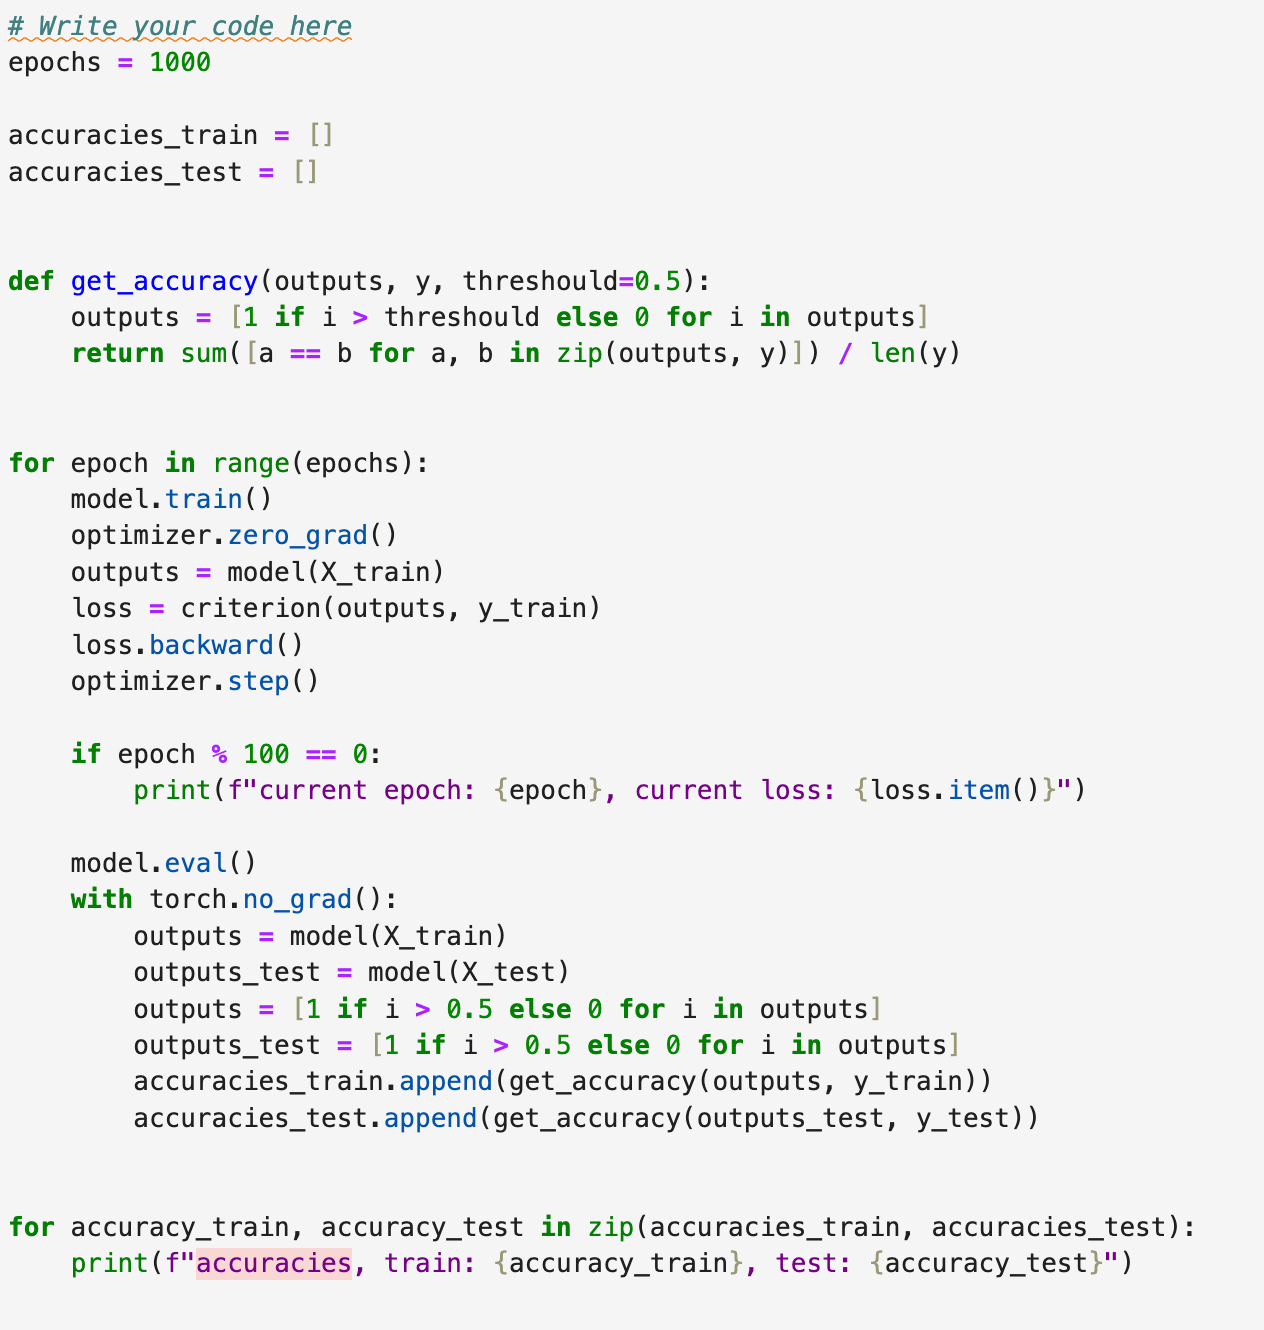 # Write your code here
epochs = 1000
accuracies_train = []
accuracies_test = []
def get_accuracy(outputs, y, threshould=0.5):
    outputs = [1 if i > threshould else 0 for i in outputs]
    return sum([a == b for a, b in zip(outputs, y)]) / len(y)
for epoch in range(epochs):
    model.train()
    optimizer.zero_grad()
    outputs = model(X_train)
    loss = criterion(outputs, y_train)
    loss.backward()
    optimizer.step()
    if epoch % 100 == 0:
        print(f"current epoch: {epoch}, current loss: {loss.item()}")
    model.eval()
    with torch.no_grad():
        outputs = model(X_train)
        outputs_test = model(X_test)
        outputs = [1 if i > 0.5 else 0 for i in outputs]
        outputs_test = [1 if i > 0.5 else 0 for i in outputs]
        accuracies_train.append(get_accuracy(outputs, y_train))
        accuracies_test.append(get_accuracy(outputs_test, y_test))
for accuracy_train, accuracy_test in zip(accuracies_train, accuracies_test):
    print(f"accuracies, train: {accuracy_train}, test: {accuracy_test}")